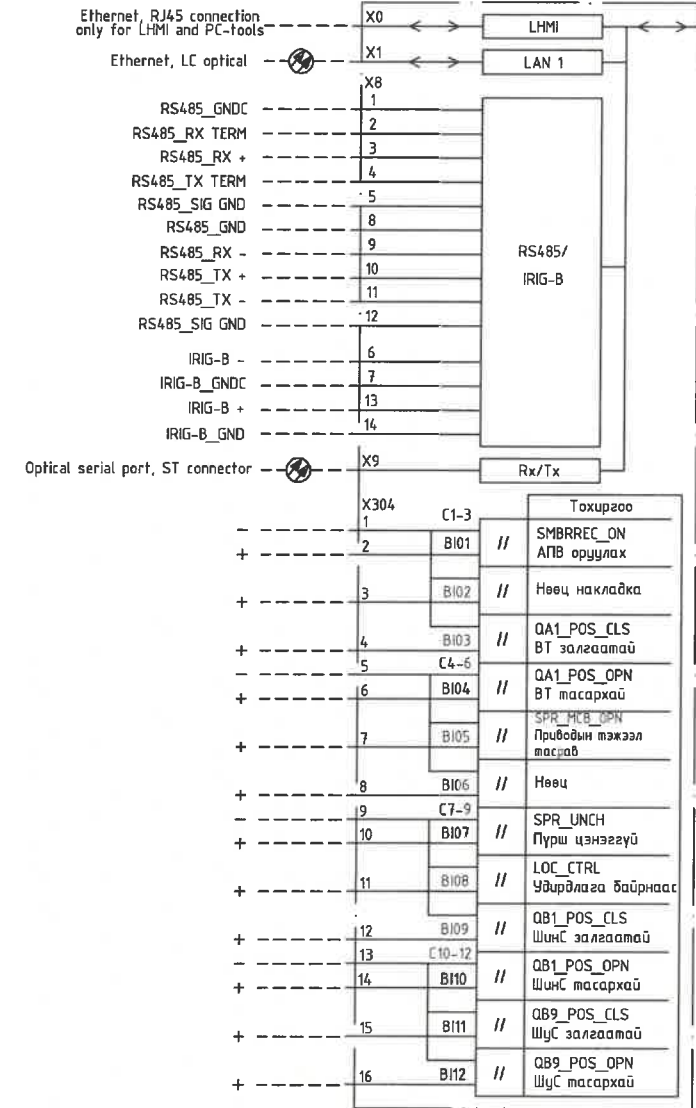 Ethernet, RJ45 connection
only for LHMI and PC-tools
X0
LHMI
Ethernet, LC optical
X1
LAN 1
X8
RS485_GNDC
1
RS485_RX TERM
2
RS485_RX +
3
RS485_TX TERM
4
RS485_SIG GND
5
RS485_GND
8
RS485_RX -
9
RS485_TX +
10
RS485_TX -
11
RS485_SIG GND
12
RS485/
IRIG-B
IRIG-B -
6
IRIG-B_GNDC
7
IRIG-B +
13
IRIG-B_GND
14
Optical serial port, ST connector
X9
Rx/Tx
X304
C1-3
Тохиргоо
- 1
+ 2
BI01 //
SMBRREC_ON
АПВ оруулах
+ 3
BI02 //
Нөөц накладка
+ 4
BI03 //
QA1_POS_CLS
ВТ залгаатай
- 5
C4-6
+ 6
BI04 //
QA1_POS_OPN
ВТ тасархай
+ 7
BI05 //
SPR_MCB_OPN
Приводын тэжээл
тасрав
+ 8
BI06 //
Нөөц
- 9
C7-9
+ 10
BI07 //
SPR_UNCH
Пүрш цэнэггүй
+ 11
BI08 //
LOC_CTRL
Удирдлага байрнаас
+ 12
BI09 //
QB1_POS_CLS
ШинС залгаатай
- 13
C10-12
+ 14
BI10 //
QB1_POS_OPN
ШинС тасархай
+ 15
BI11 //
QB9_POS_CLS
ШуС залгаатай
+ 16
BI12 //
QB9_POS_OPN
ШуС тасархай